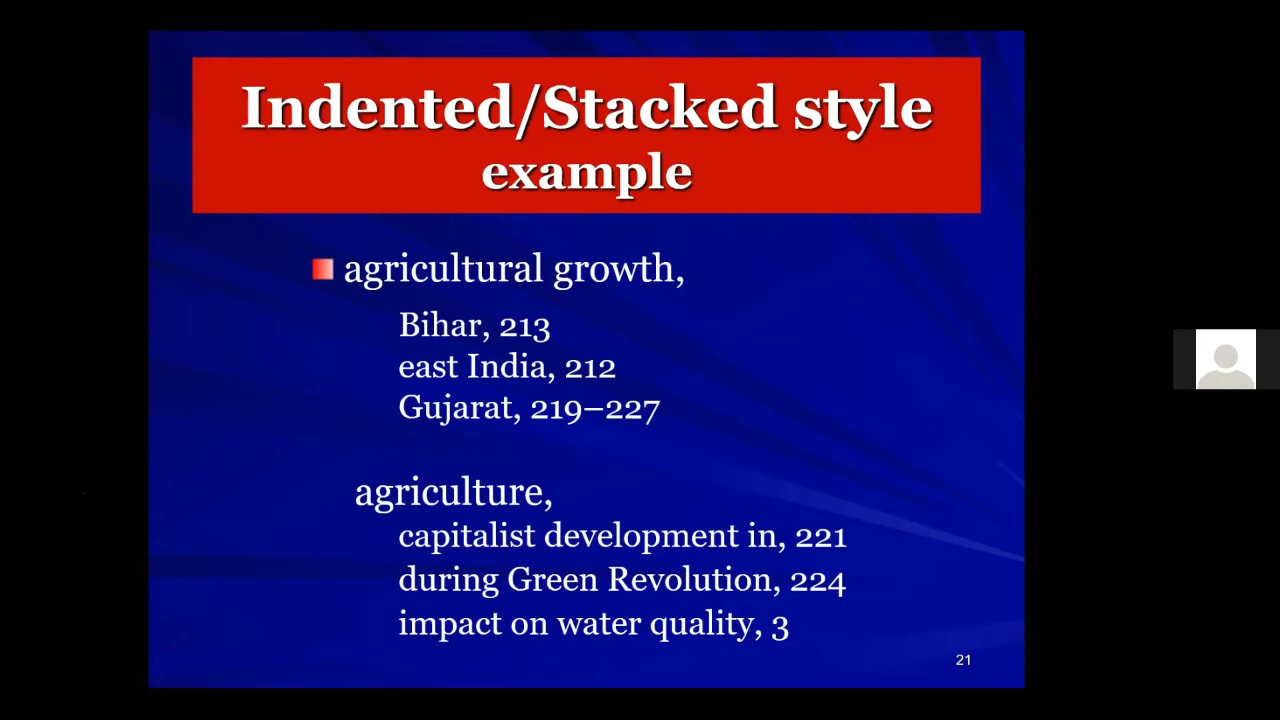 Indented/Stacked style
example
agricultural growth,
Bihar, 213
east India, 212
Gujarat, 219–227
agriculture,
capitalist development in, 221
during Green Revolution, 224
impact on water quality, 3
21